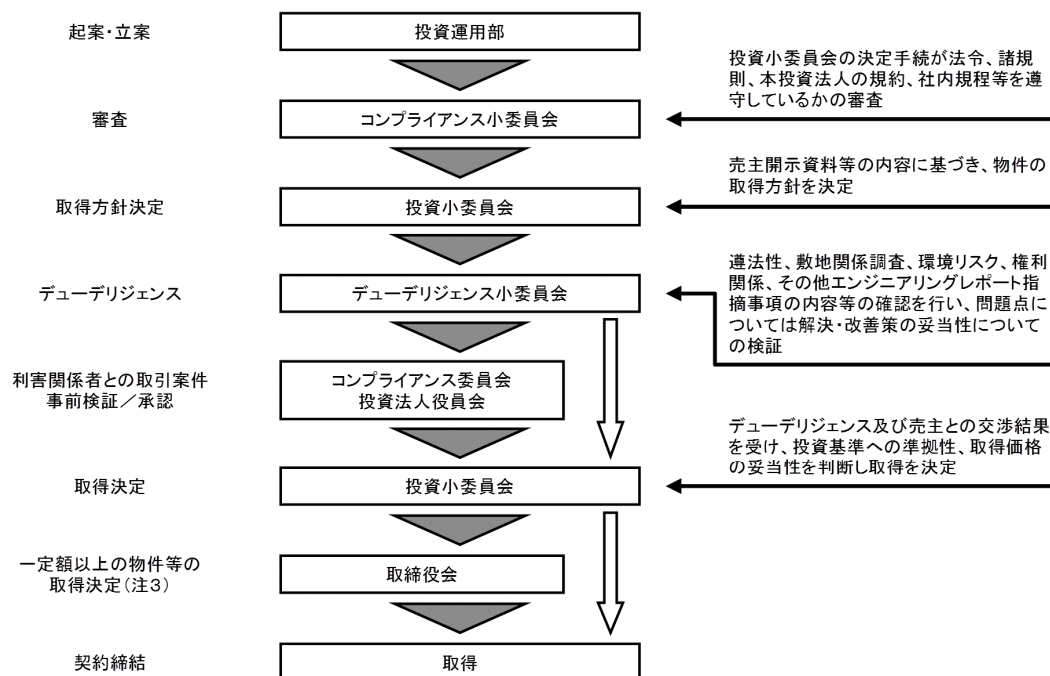 起案・立案
投資運用部
投資小委員会の決定手続が法令、諸規
則、本投資法人の規約、社内規程等を遵
守しているかの審査
審査
コンプライアンス小委員会
売主開示資料等の内容に基づき、物件の
取得方針を決定
取得方針決定
投資小委員会
遵法性、敷地関係調査、環境リスク、権利
関係、その他エンジニアリングレポート指
摘事項の内容等の確認を行い、問題点に
ついては解決・改善策の妥当性について
の検証
デューデリジェンス
デューデリジェンス小委員会
利害関係者との取引案件
事前検証／承認
コンプライアンス委員会
投資法人役員会
デューデリジェンス及び売主との交渉結果
を受け、投資基準への準拠性、取得価格
の妥当性を判断し取得を決定
取得決定
投資小委員会
一定額以上の物件等の
取得決定（注３）
取締役会
契約締結
取得